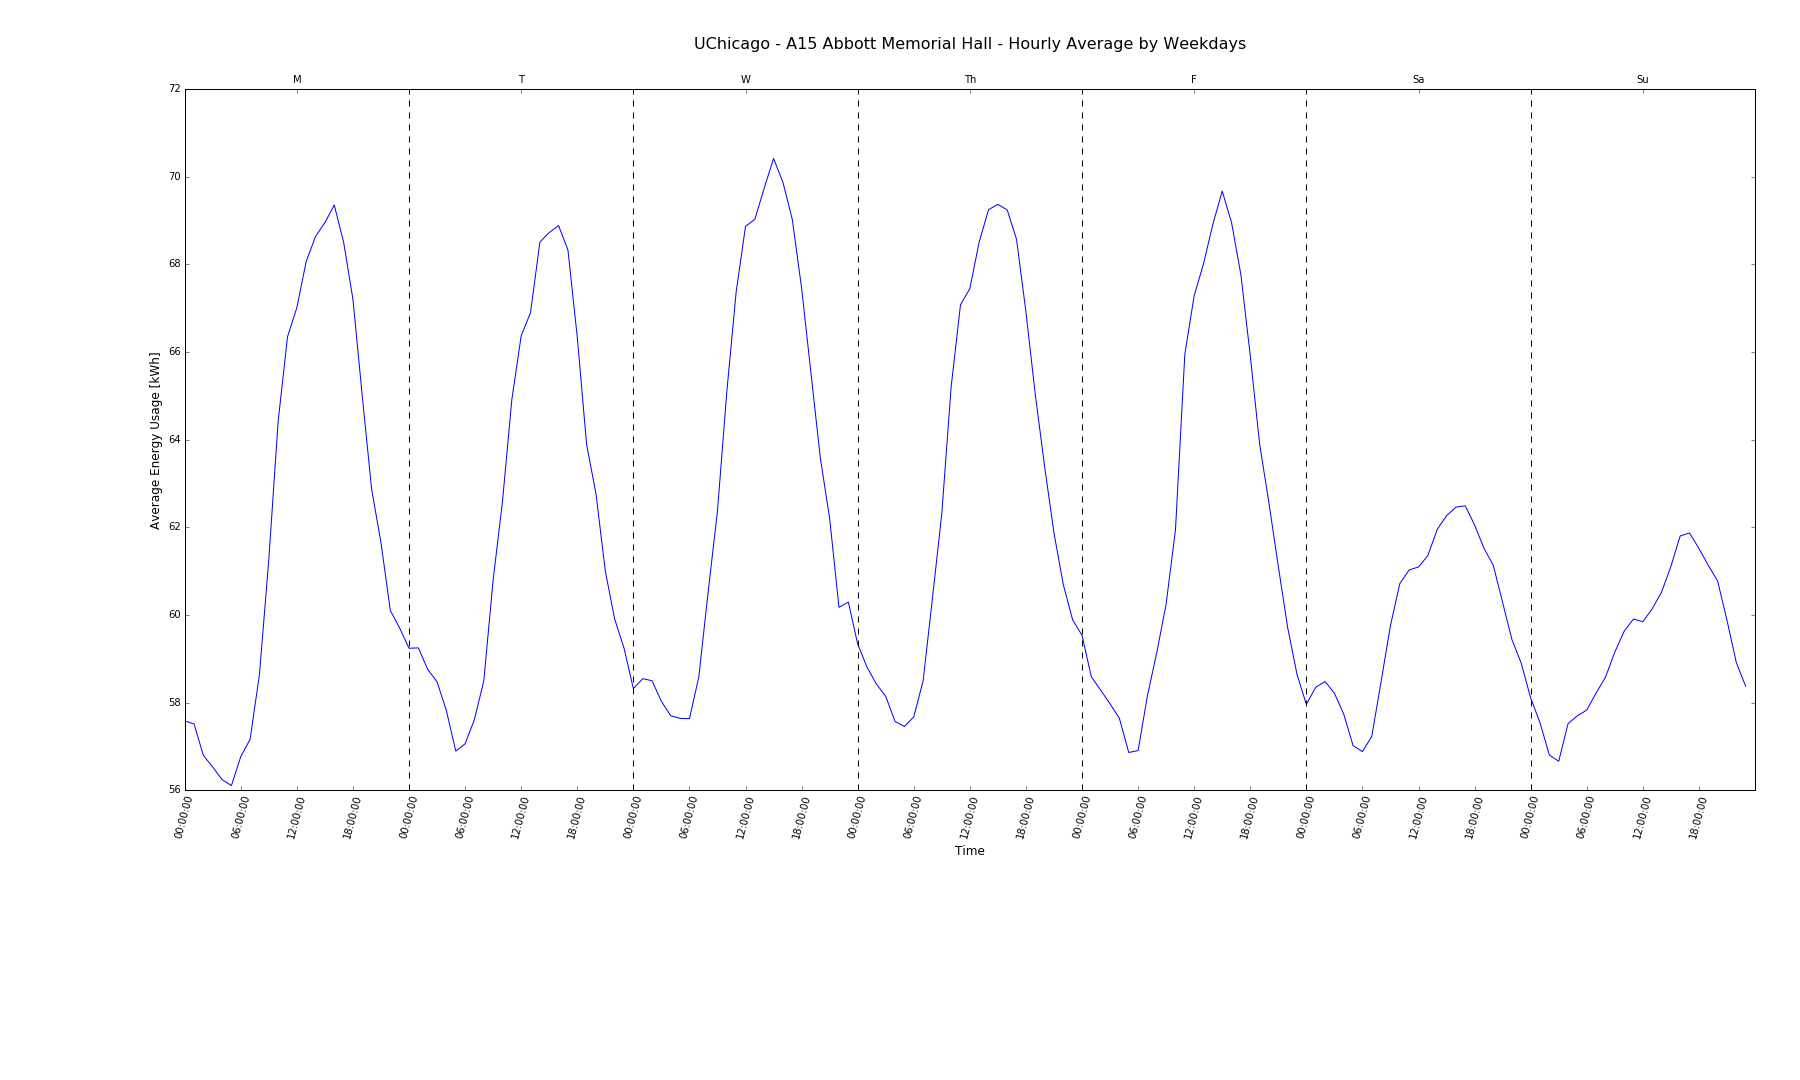 UChicago - A15 Abbott Memorial Hall - Hourly Average by Weekdays
M T W Th F Sa Su
72
70
68
66
64
62
60
58
56
Average Energy Usage [kWh]
00:00:00 06:00:00 12:00:00 18:00:00 00:00:00 06:00:00 12:00:00 18:00:00 00:00:00 06:00:00 12:00:00 18:00:00 00:00:00 06:00:00 12:00:00 18:00:00 00:00:00 06:00:00 12:00:00 18:00:00 00:00:00 06:00:00 12:00:00 18:00:00 00:00:00 06:00:00 12:00:00 18:00:00
Time